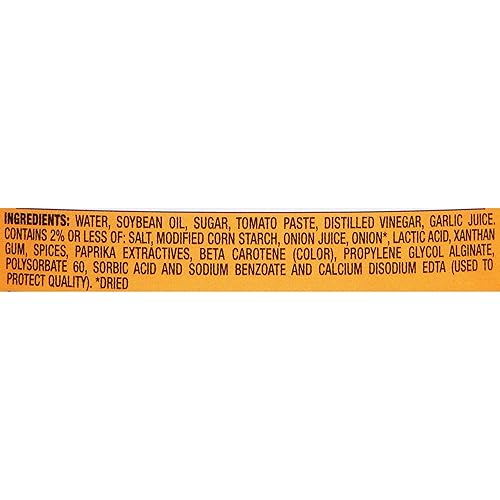 INGREDIENTS: WATER, SOYBEAN OIL, SUGAR, TOMATO PASTE, DISTILLED VINEGAR, GARLIC JUICE.
CONTAINS 2% OR LESS OF: SALT, MODIFIED CORN STARCH, ONION JUICE, ONION*, LACTIC ACID, XANTHAN
GUM, SPICES, PAPRIKA EXTRACTIVES, BETA CAROTENE (COLOR), PROPYLENE GLYCOL ALGINATE,
POLYSORBATE 60, SORBIC ACID AND SODIUM BENZOATE AND CALCIUM DISODIUM EDTA (USED TO
PROTECT QUALITY). *DRIED